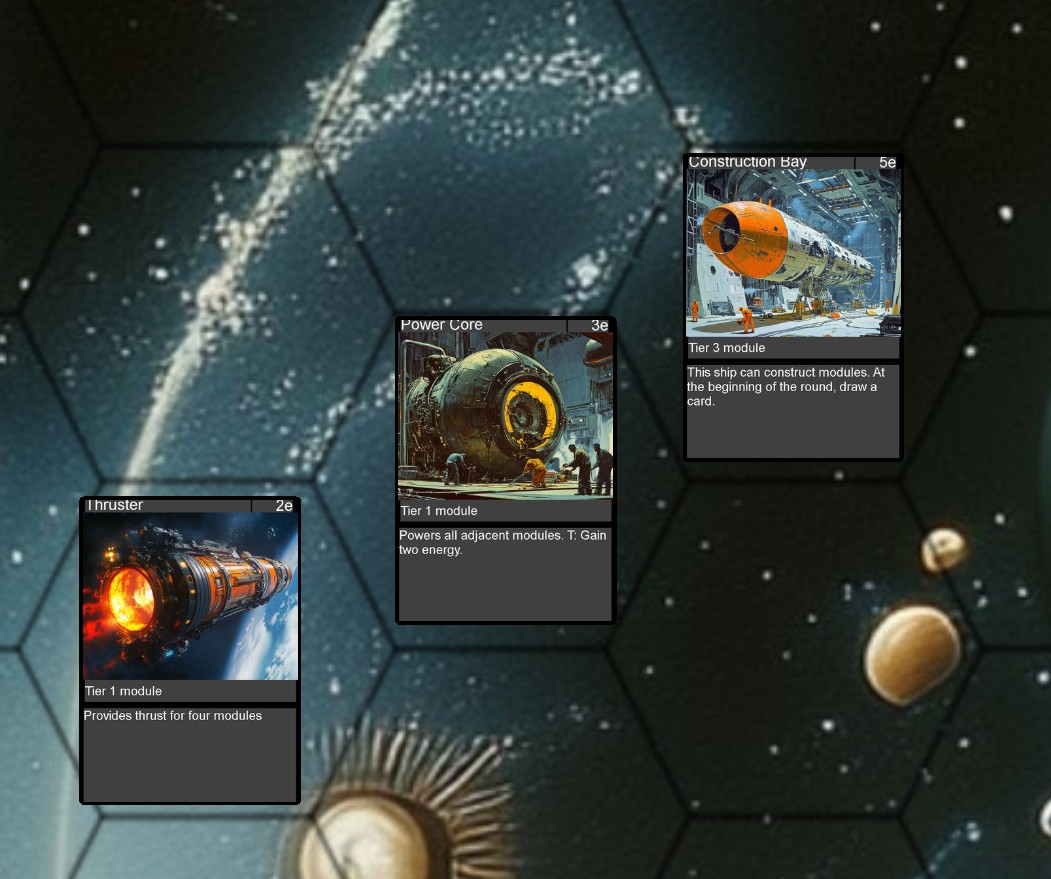 Construction Bay 5e
Tier 3 module
This ship can construct modules. At
the beginning of the round, draw a
card.
Power Core 3e
Tier 1 module
Powers all adjacent modules. T: Gain
two energy.
Thruster 2e
Tier 1 module
Provides thrust for four modules